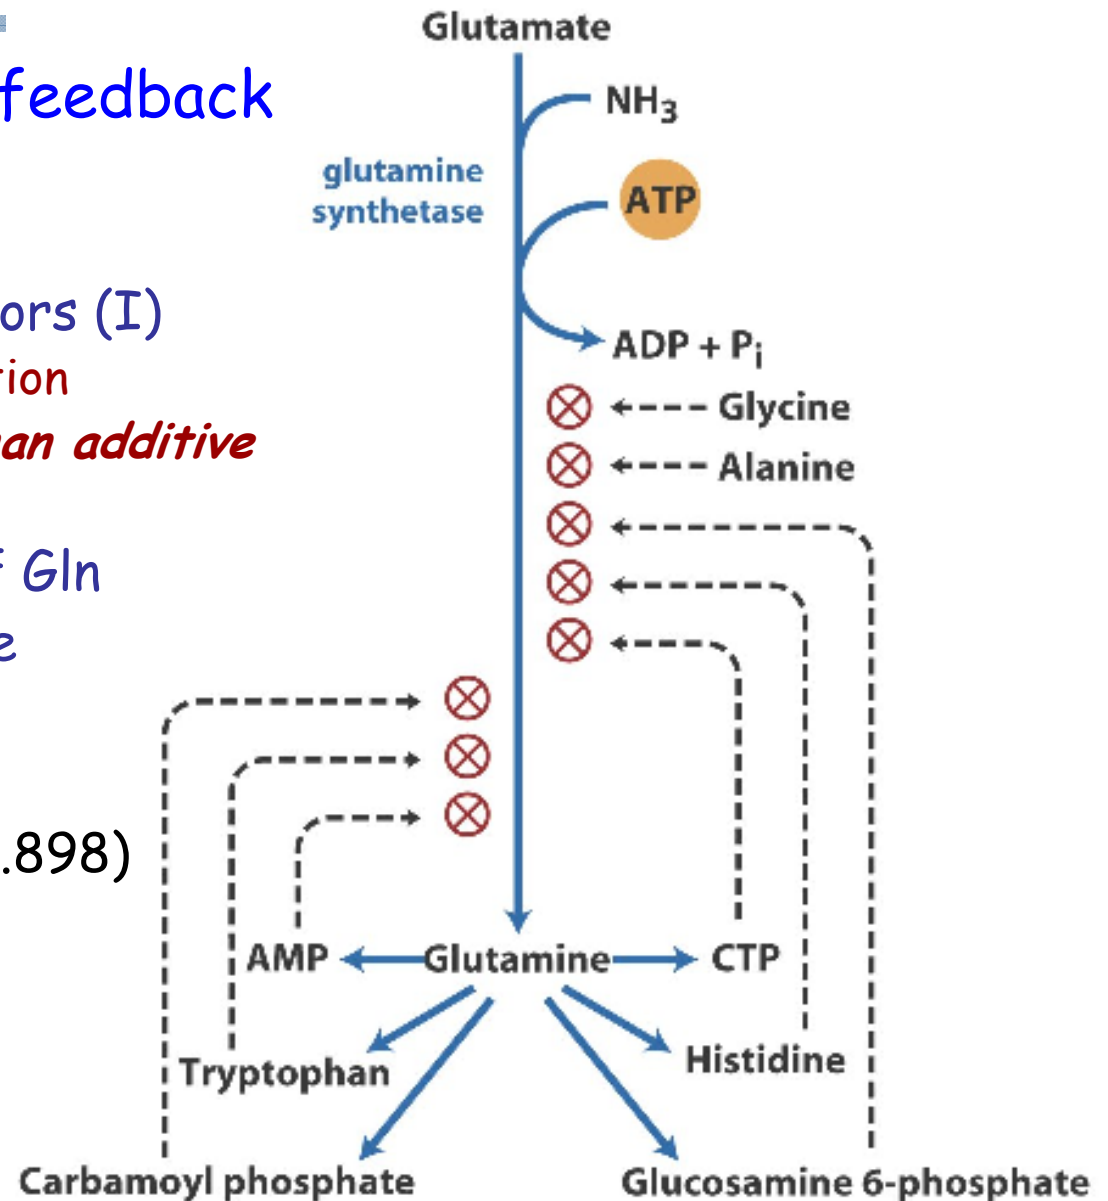 feedback
ors (I)
tion
an additive
f Gln
e
.898)
Glutamate
NH3
glutamine
synthetase
ATP
ADP + Pi
Glycine
Alanine
AMP
Glutamine
CTP
Tryptophan
Histidine
Carbamoyl phosphate
Glucosamine 6-phosphate